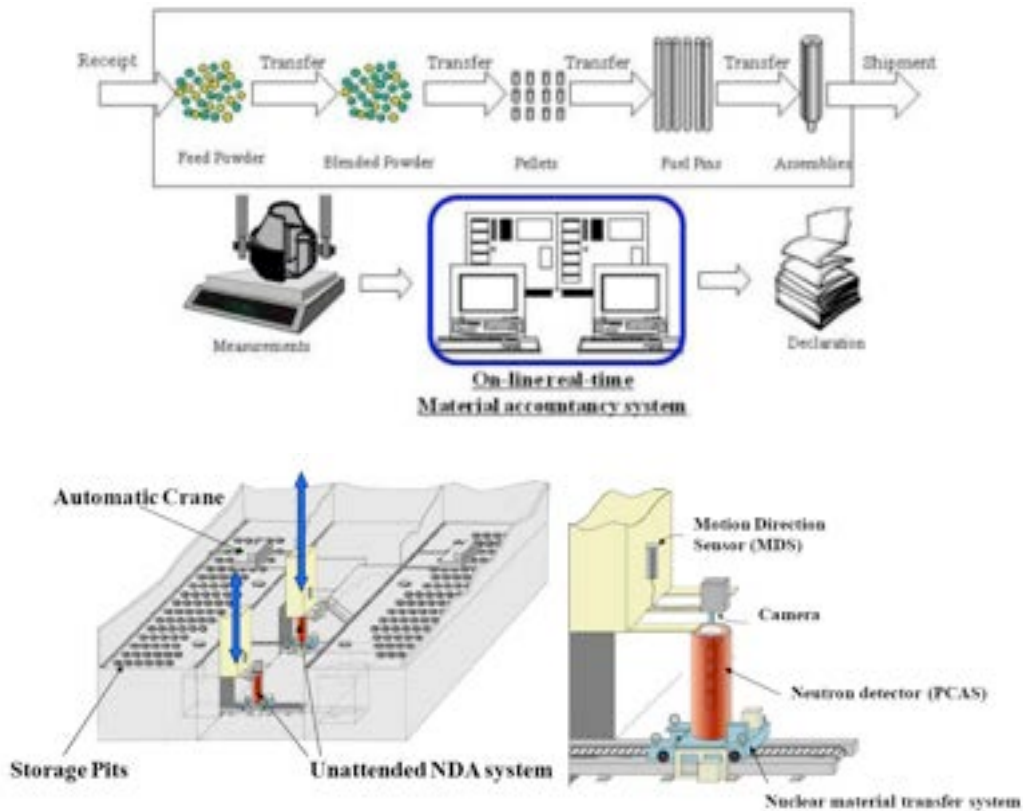 Receipt
Transfer
Transfer
Transfer
Transfer
Shipment
Feed Powder
Blended Powder
Pellets
Fuel Pins
Assemblies
Measurements
Declaration
On-line real-time
Material accountancy system
Automatic Crane
Storage Pits
Unattended NDA system
Motion Direction
Sensor (MDS)
Camera
Neutron detector (PCAS)
Nuclear material transfer system